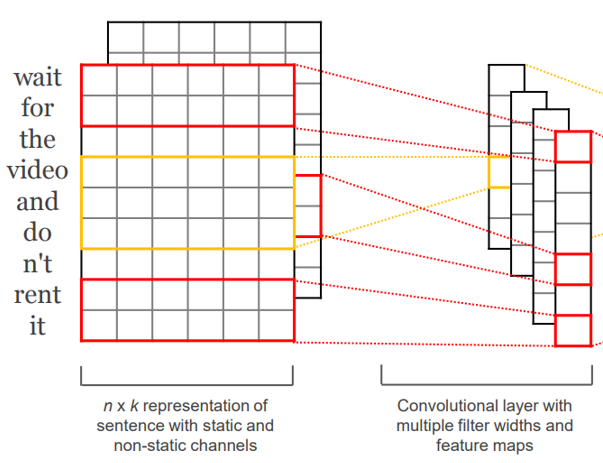 wait
for
the
video
and
do
n't
rent
it
n x k representation of
sentence with static and
non-static channels
Convolutional layer with
multiple filter widths and
feature maps